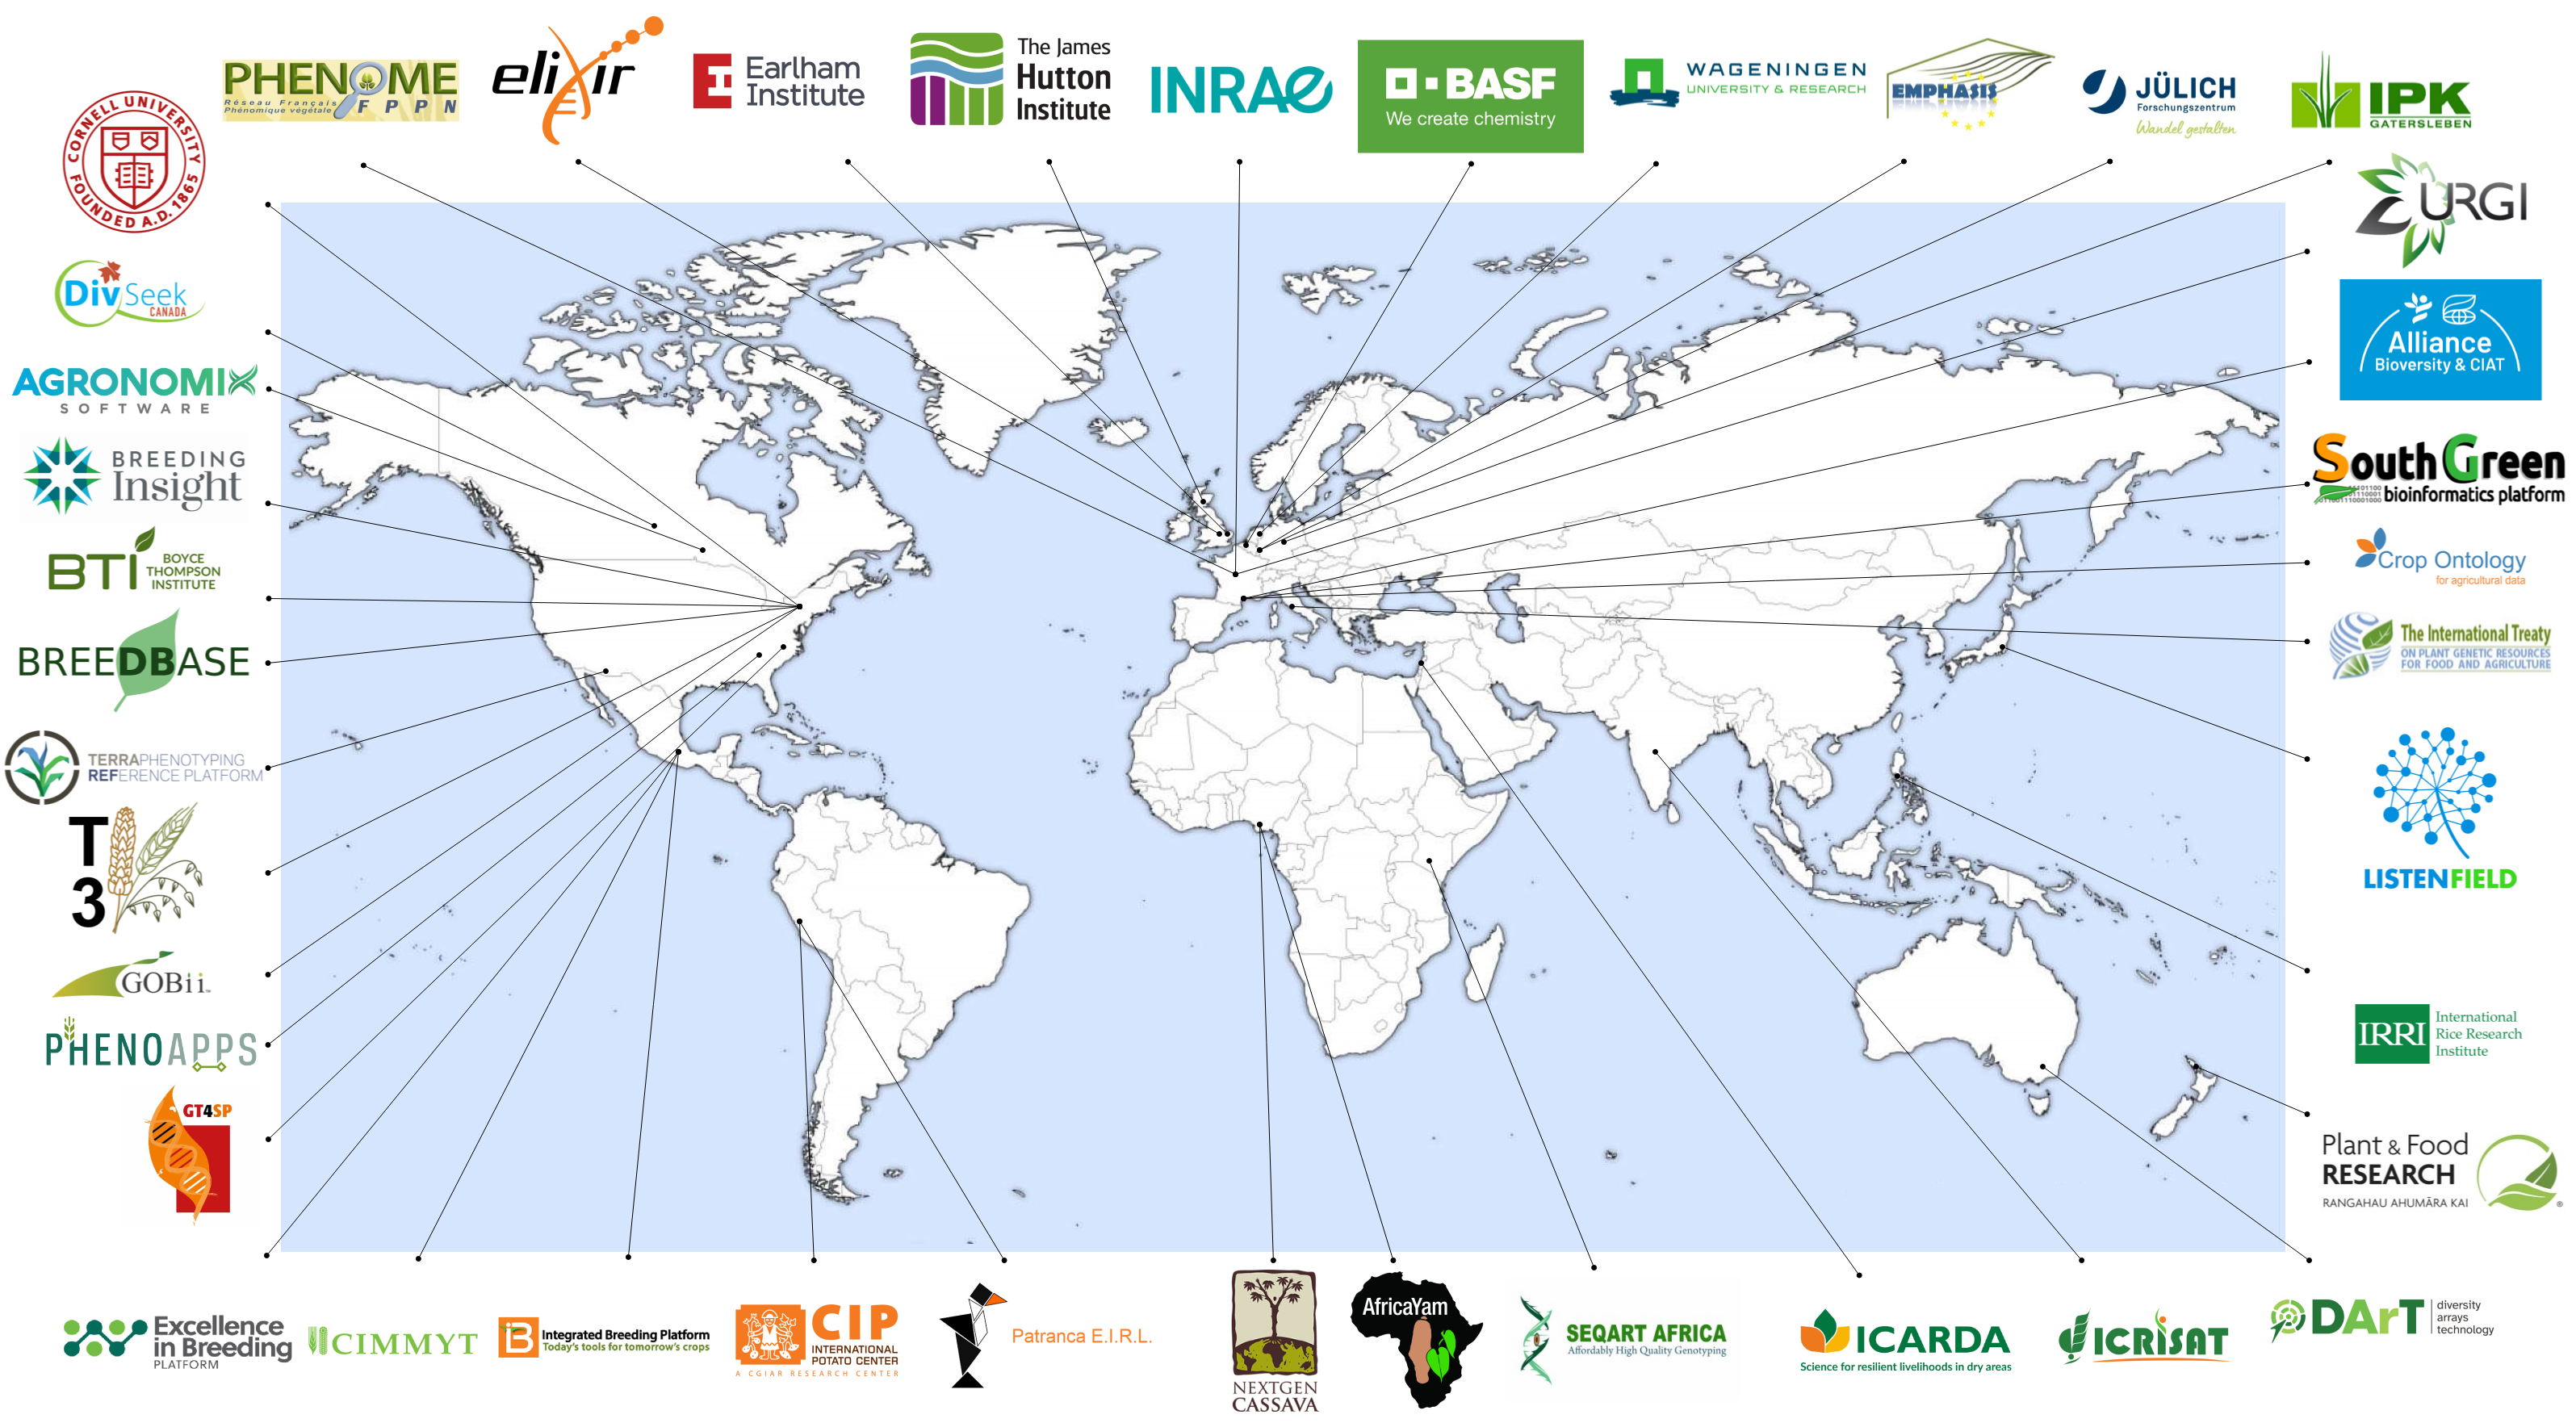 PHENOME
Réseau Français
Phénomique végétale
FPPN
elixir
Earlham
Institute
The James
Hutton
Institute
INRAE
BASF
We create chemistry
WAGENINGEN
UNIVERSITY & RESEARCH
EMPHASIS
JÜLICH
Forschungszentrum
Wandel gestalten
IPK
GATERSLEBEN
CORNELL UNIVERSITY
FOUNDED A.D. 1865
DivSeek
CANADA
AGRONOMIX
SOFTWARE
BREEDING
Insight
BTI
BOYCE
THOMPSON
INSTITUTE
BREEDBASE
TERRAPHENOTYPING
REFERENCE PLATFORM
T
3
GOBii™
PHENOAPPS
GT4SP
URGI
Alliance
Bioversity & CIAT
SouthGreen
bioinformatics platform
Crop Ontology
for agricultural data
The International Treaty
ON PLANT GENETIC RESOURCES
FOR FOOD AND AGRICULTURE
LISTENFIELD
IRRI
International
Rice Research
Institute
Plant & Food
RESEARCH
RANGAHAU AHUMĀRA KAI
®
Excellence
in Breeding
PLATFORM
CIMMYT
iB
Integrated Breeding Platform
Today's tools for tomorrow's crops
CIP
INTERNATIONAL
POTATO CENTER
A CGIAR RESEARCH CENTER
Patranca E.I.R.L.
NEXTGEN
CASSAVA
AfricaYam
SEQART AFRICA
Affordably High Quality Genotyping
ICARDA
Science for resilient livelihoods in dry areas
ICRISAT
DArT
diversity
arrays
technology